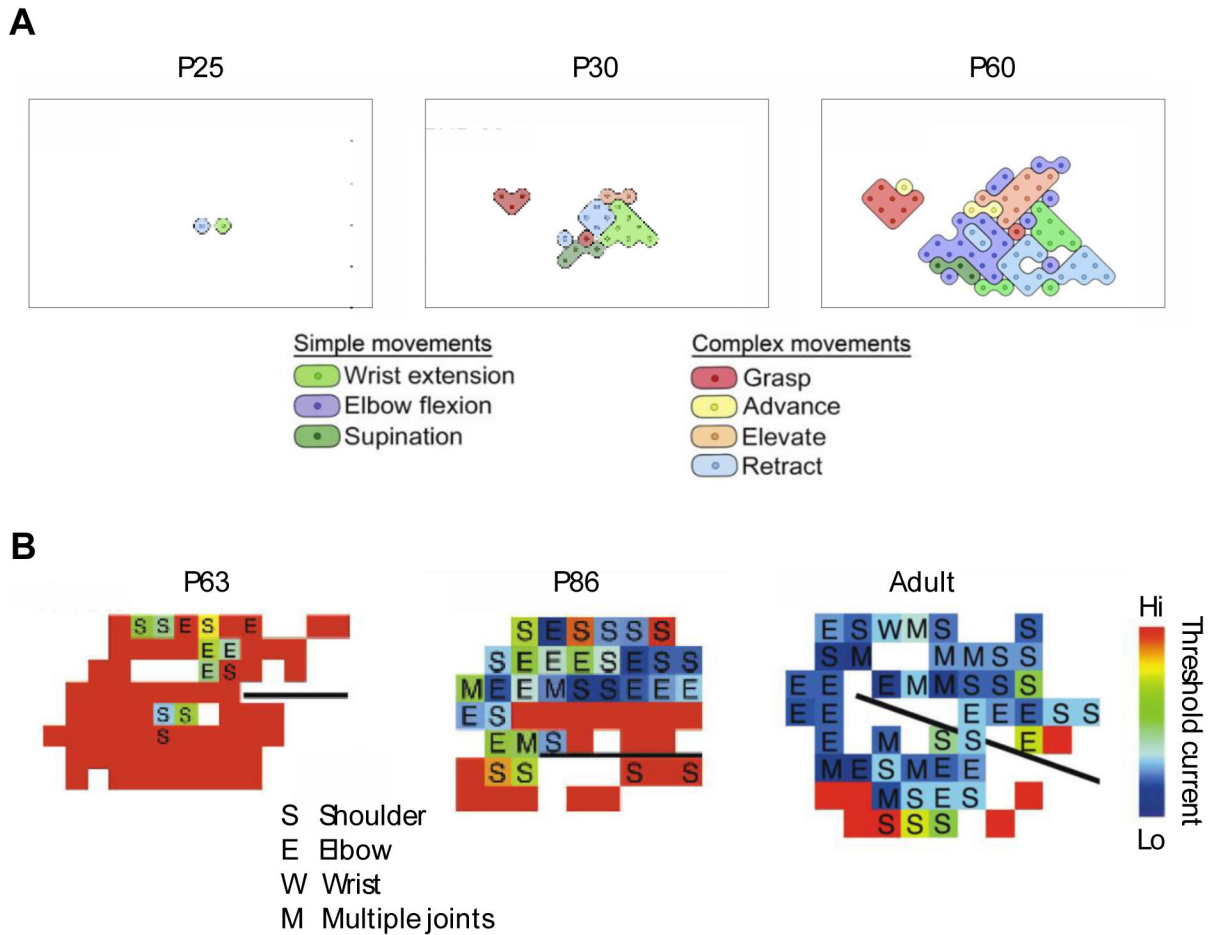 A
P25 P30 P60
Simple movements
Wrist extension
Elbow flexion
Supination
Complex movements
Grasp
Advance
Elevate
Retract
B
P63 P86 Adult
S S E S E
E E
E S
S S
S
S E S S S S
S E E E S E S S
M E E M S S E E E
E S
E M S
S S S S
E S W M S S
S M M M S S
E E E M M S S S
E E E E E S S
E M S S E
M E S M E E
M S E S
S S S
Hi
Threshold current
Lo
S Shoulder
E Elbow
W Wrist
M Multiple joints